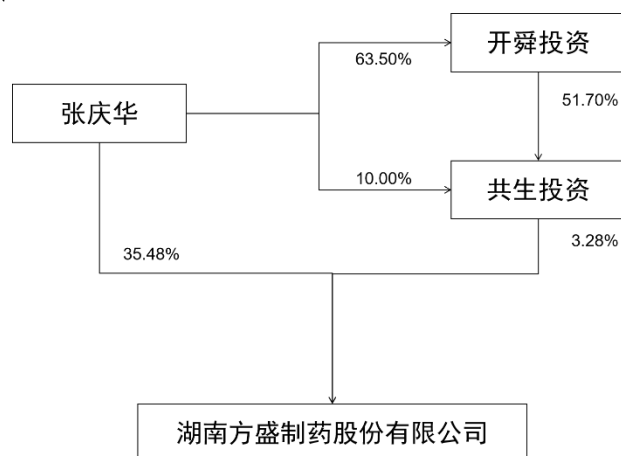 开舜投资
63.50%
51.70%
张庆华
共生投资
10.00%
3.28%
35.48%
湖南方盛制药股份有限公司